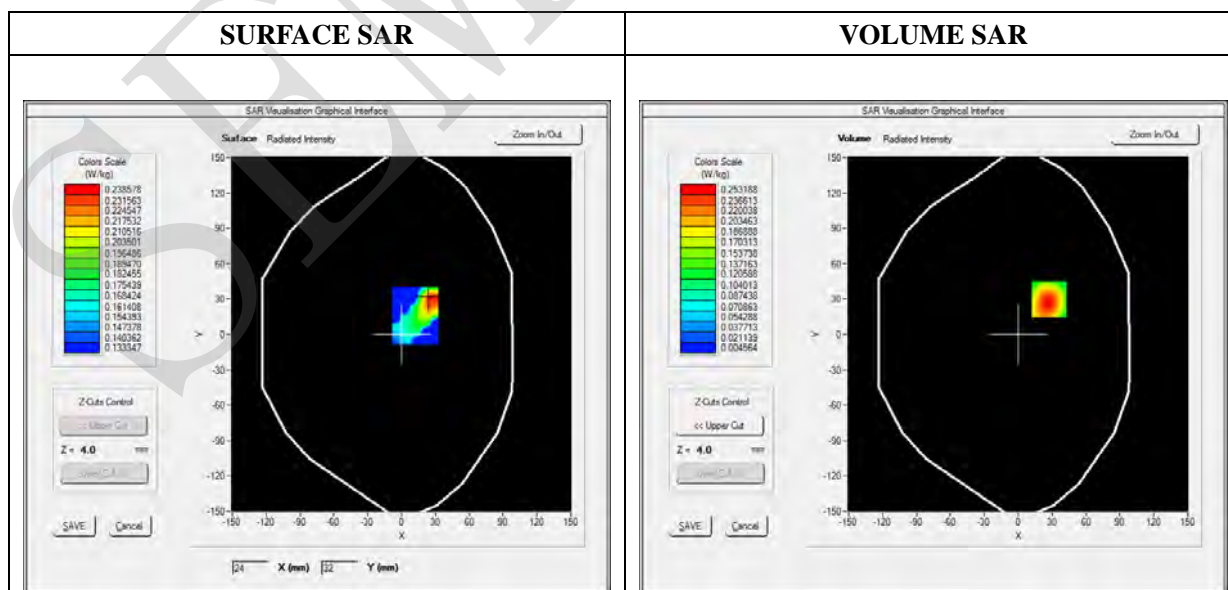 SURFACE SAR
VOLUME SAR
SAR Visualisation Graphical Interface
Surface Radiated Intensity
Zoom In/Out
Colors Scale
(W/kg)
0.238578
0.231563
0.224547
0.217532
0.210516
0.203501
0.196486
0.189470
0.182455
0.175439
0.168424
0.161408
0.154393
0.147378
0.140362
0.133347
Z-Cuts Control
<< Upper Cut
Z = 4.0 mm
SAVE
Cancel
150
120
90
60
30
0
-30
-60
-90
-120
-150
Y
-150 -120 -90 -60 -30 0 30 60 90 120 150
X
24 X (mm) 32 Y (mm)
SAR Visualisation Graphical Interface
Volume Radiated Intensity
Zoom In/Out
Colors Scale
(W/kg)
0.253188
0.236613
0.220038
0.203463
0.186888
0.170313
0.153738
0.137163
0.120588
0.104013
0.087438
0.070863
0.054288
0.037713
0.021139
0.004564
Z-Cuts Control
<< Upper Cut
Z = 4.0 mm
SAVE
Cancel
150
120
90
60
30
0
-30
-60
-90
-120
-150
Y
-150 -120 -90 -60 -30 0 30 60 90 120 150
X